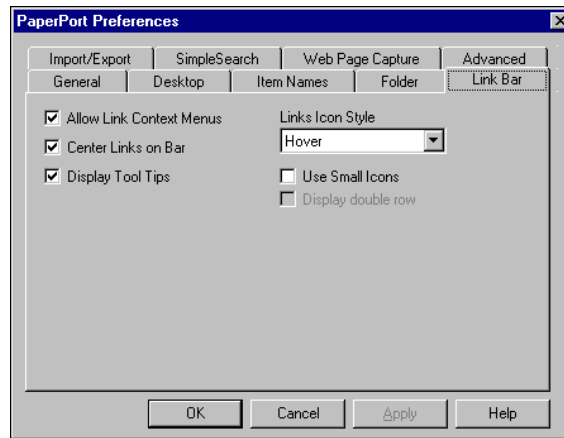 PaperPort Preferences
Import/Export SimpleSearch Web Page Capture Advanced
General Desktop Item Names Folder Link Bar
Allow Link Context Menus Links Icon Style
Center Links on Bar Hover
Display Tool Tips Use Small Icons
Display double row
OK Cancel Apply Help